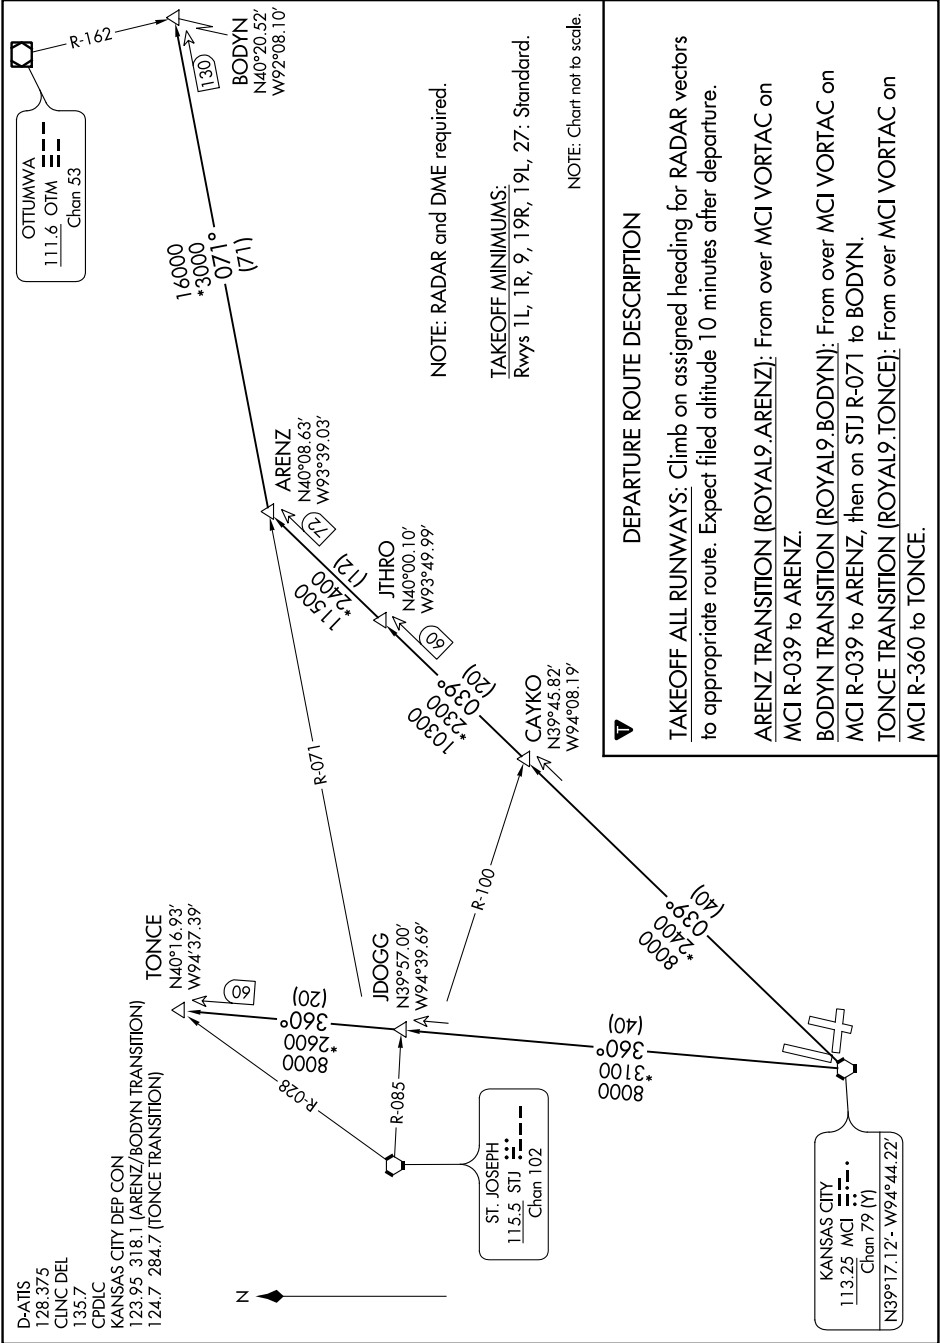 D-ATIS
128.375
CLNC DEL
135.7
CPDLC
KANSAS CITY DEP CON
123.95 318.1 (ARENZ/BODYN TRANSITION)
124.7 284.7 (TONCE TRANSITION)
N
OTTUMWA
111.6 OTM
Chan 53
R-162
BODYN
N40°20.52'
W92°08.10'
130
16000
*3000
071°
(71)
ARENZ
N40°08.63'
W93°39.03'
72
11500
*2400
(12)
JTHRO
N40°00.10'
W93°49.99'
60
10300
*2300
039°
(20)
CAYKO
N39°45.82'
W94°08.19'
8000
*2400
039°
(40)
R-071
R-100
TONCE
N40°16.93'
W94°37.39'
60
8000
*2600
360°
(20)
JDOGG
N39°57.00'
W94°39.69'
8000
*3100
360°
(40)
R-028
R-085
ST. JOSEPH
115.5 STJ
Chan 102
KANSAS CITY
113.25 MCI
Chan 79 (Y)
N39°17.12'- W94°44.22'
NOTE: RADAR and DME required.
TAKEOFF MINIMUMS:
Rwys 1L, 1R, 9, 19R, 19L, 27: Standard.
NOTE: Chart not to scale.
T
DEPARTURE ROUTE DESCRIPTION
TAKEOFF ALL RUNWAYS: Climb on assigned heading for RADAR vectors
to appropriate route. Expect filed altitude 10 minutes after departure.
ARENZ TRANSITION (ROYAL9.ARENZ): From over MCI VORTAC on
MCI R-039 to ARENZ.
BODYN TRANSITION (ROYAL9.BODYN): From over MCI VORTAC on
MCI R-039 to ARENZ, then on STJ R-071 to BODYN.
TONCE TRANSITION (ROYAL9.TONCE): From over MCI VORTAC on
MCI R-360 to TONCE.